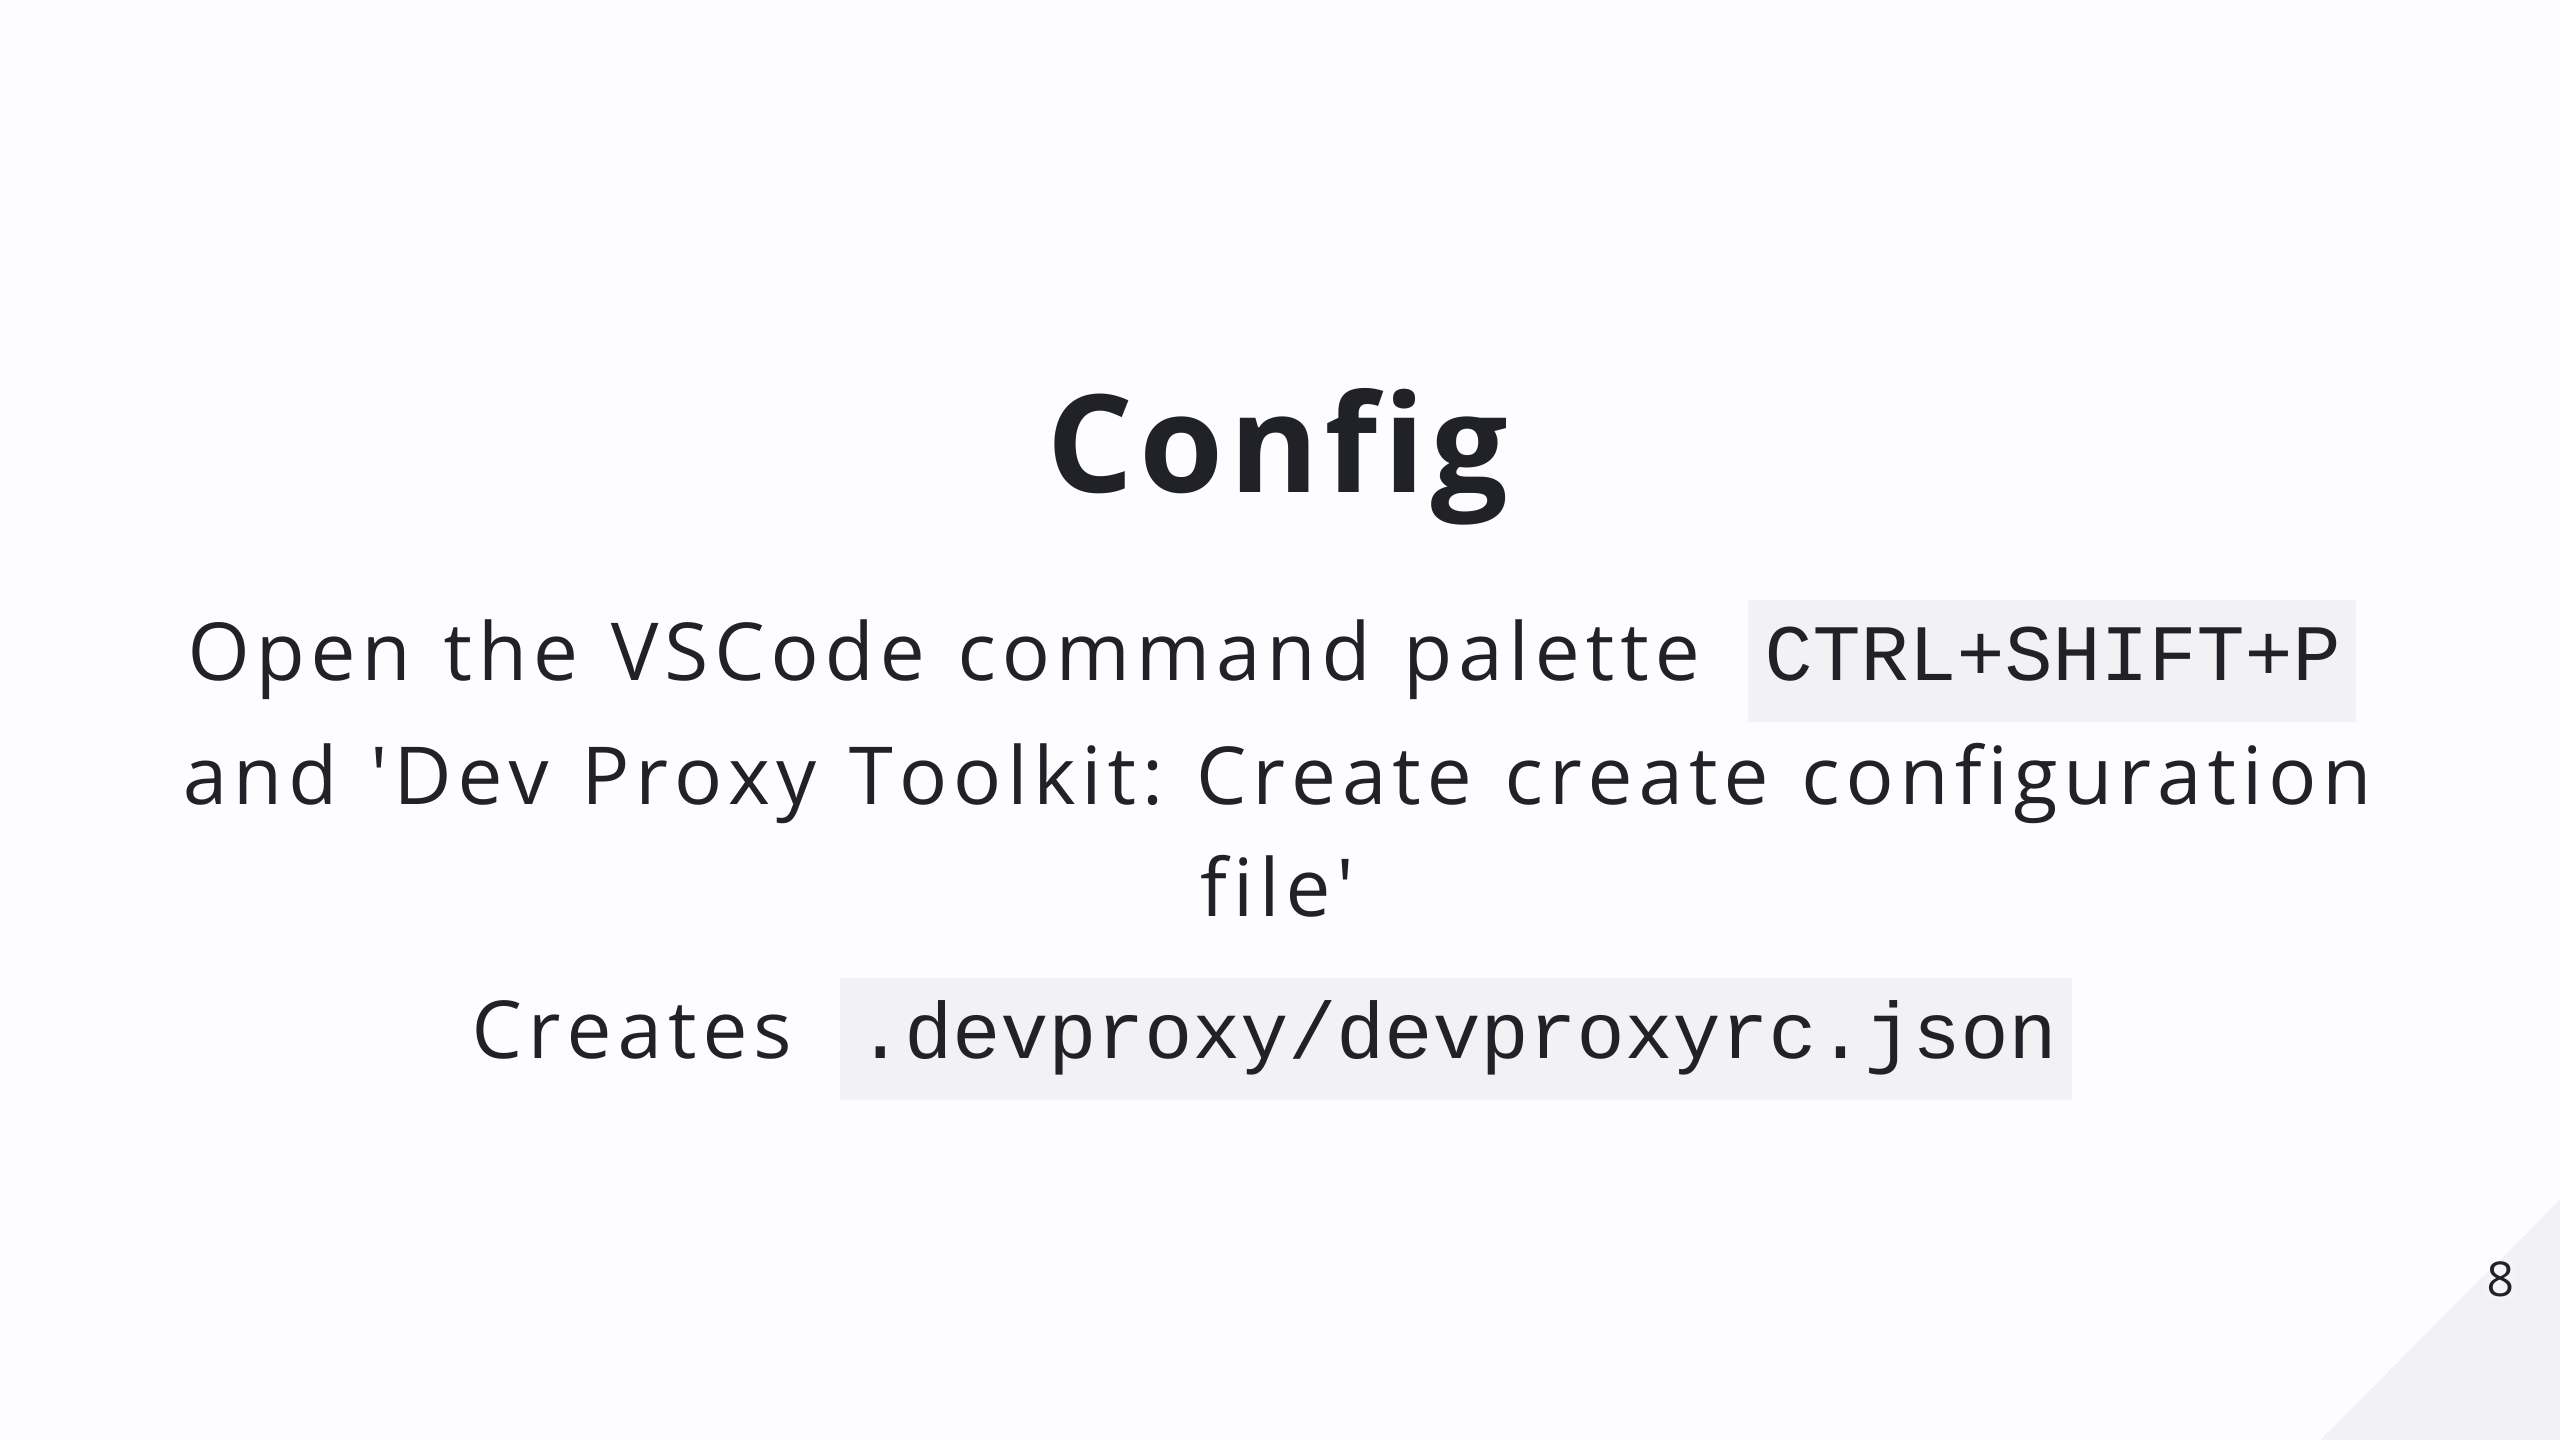 Config
Open the VSCode command palette CTRL+SHIFT+P
and 'Dev Proxy Toolkit: Create create configuration
file'
Creates .devproxy/devproxyrc.json
8